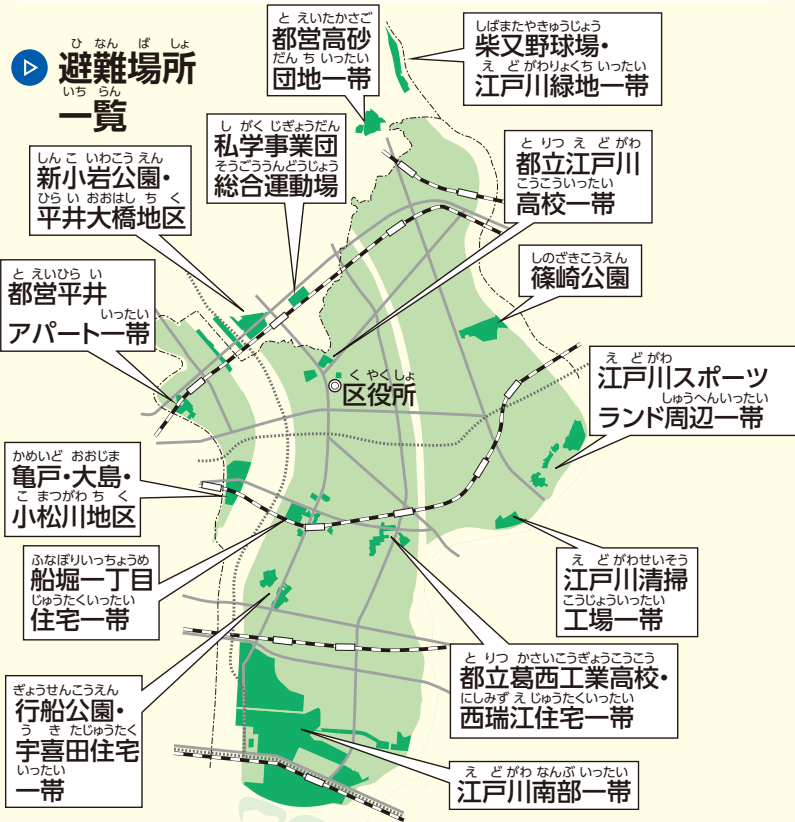 ひ なん ば しょ
避難場所
いち らん
一覧
と えいたかさご
都営高砂
だん ち いったい
団地一帯
しばまたやきゅうじょう
柴又野球場・
え ど がわりょくち いったい
江戸川緑地一帯
し がく じぎょうだん
私学事業団
そうごううんどうじょう
総合運動場
と りつ え ど がわ
都立江戸川
こうこういったい
高校一帯
しん こ いわこう えん
新小岩公園・
ひら い おおはし ち く
平井大橋地区
しのざきこうえん
篠崎公園
と えいひら い
都営平井
いったい
アパート一帯
く やくしょ
区役所
え ど がわ
江戸川スポーツ
しゅうへんいったい
ランド周辺一帯
かめいど おおじま
亀戸・大島・
こ まつがわ ち く
小松川地区
ふなぼりいっちょうめ
船堀一丁目
じゅうたくいったい
住宅一帯
え ど がわせいそう
江戸川清掃
こうじょういったい
工場一帯
と りつ かさいこうぎょうこうこう
都立葛西工業高校・
にしみず え じゅうたくいったい
西瑞江住宅一帯
ぎょうせんこうえん
行船公園・
う き たじゅうたく
宇喜田住宅
いったい
一帯
え ど がわ なんぶ いったい
江戸川南部一帯